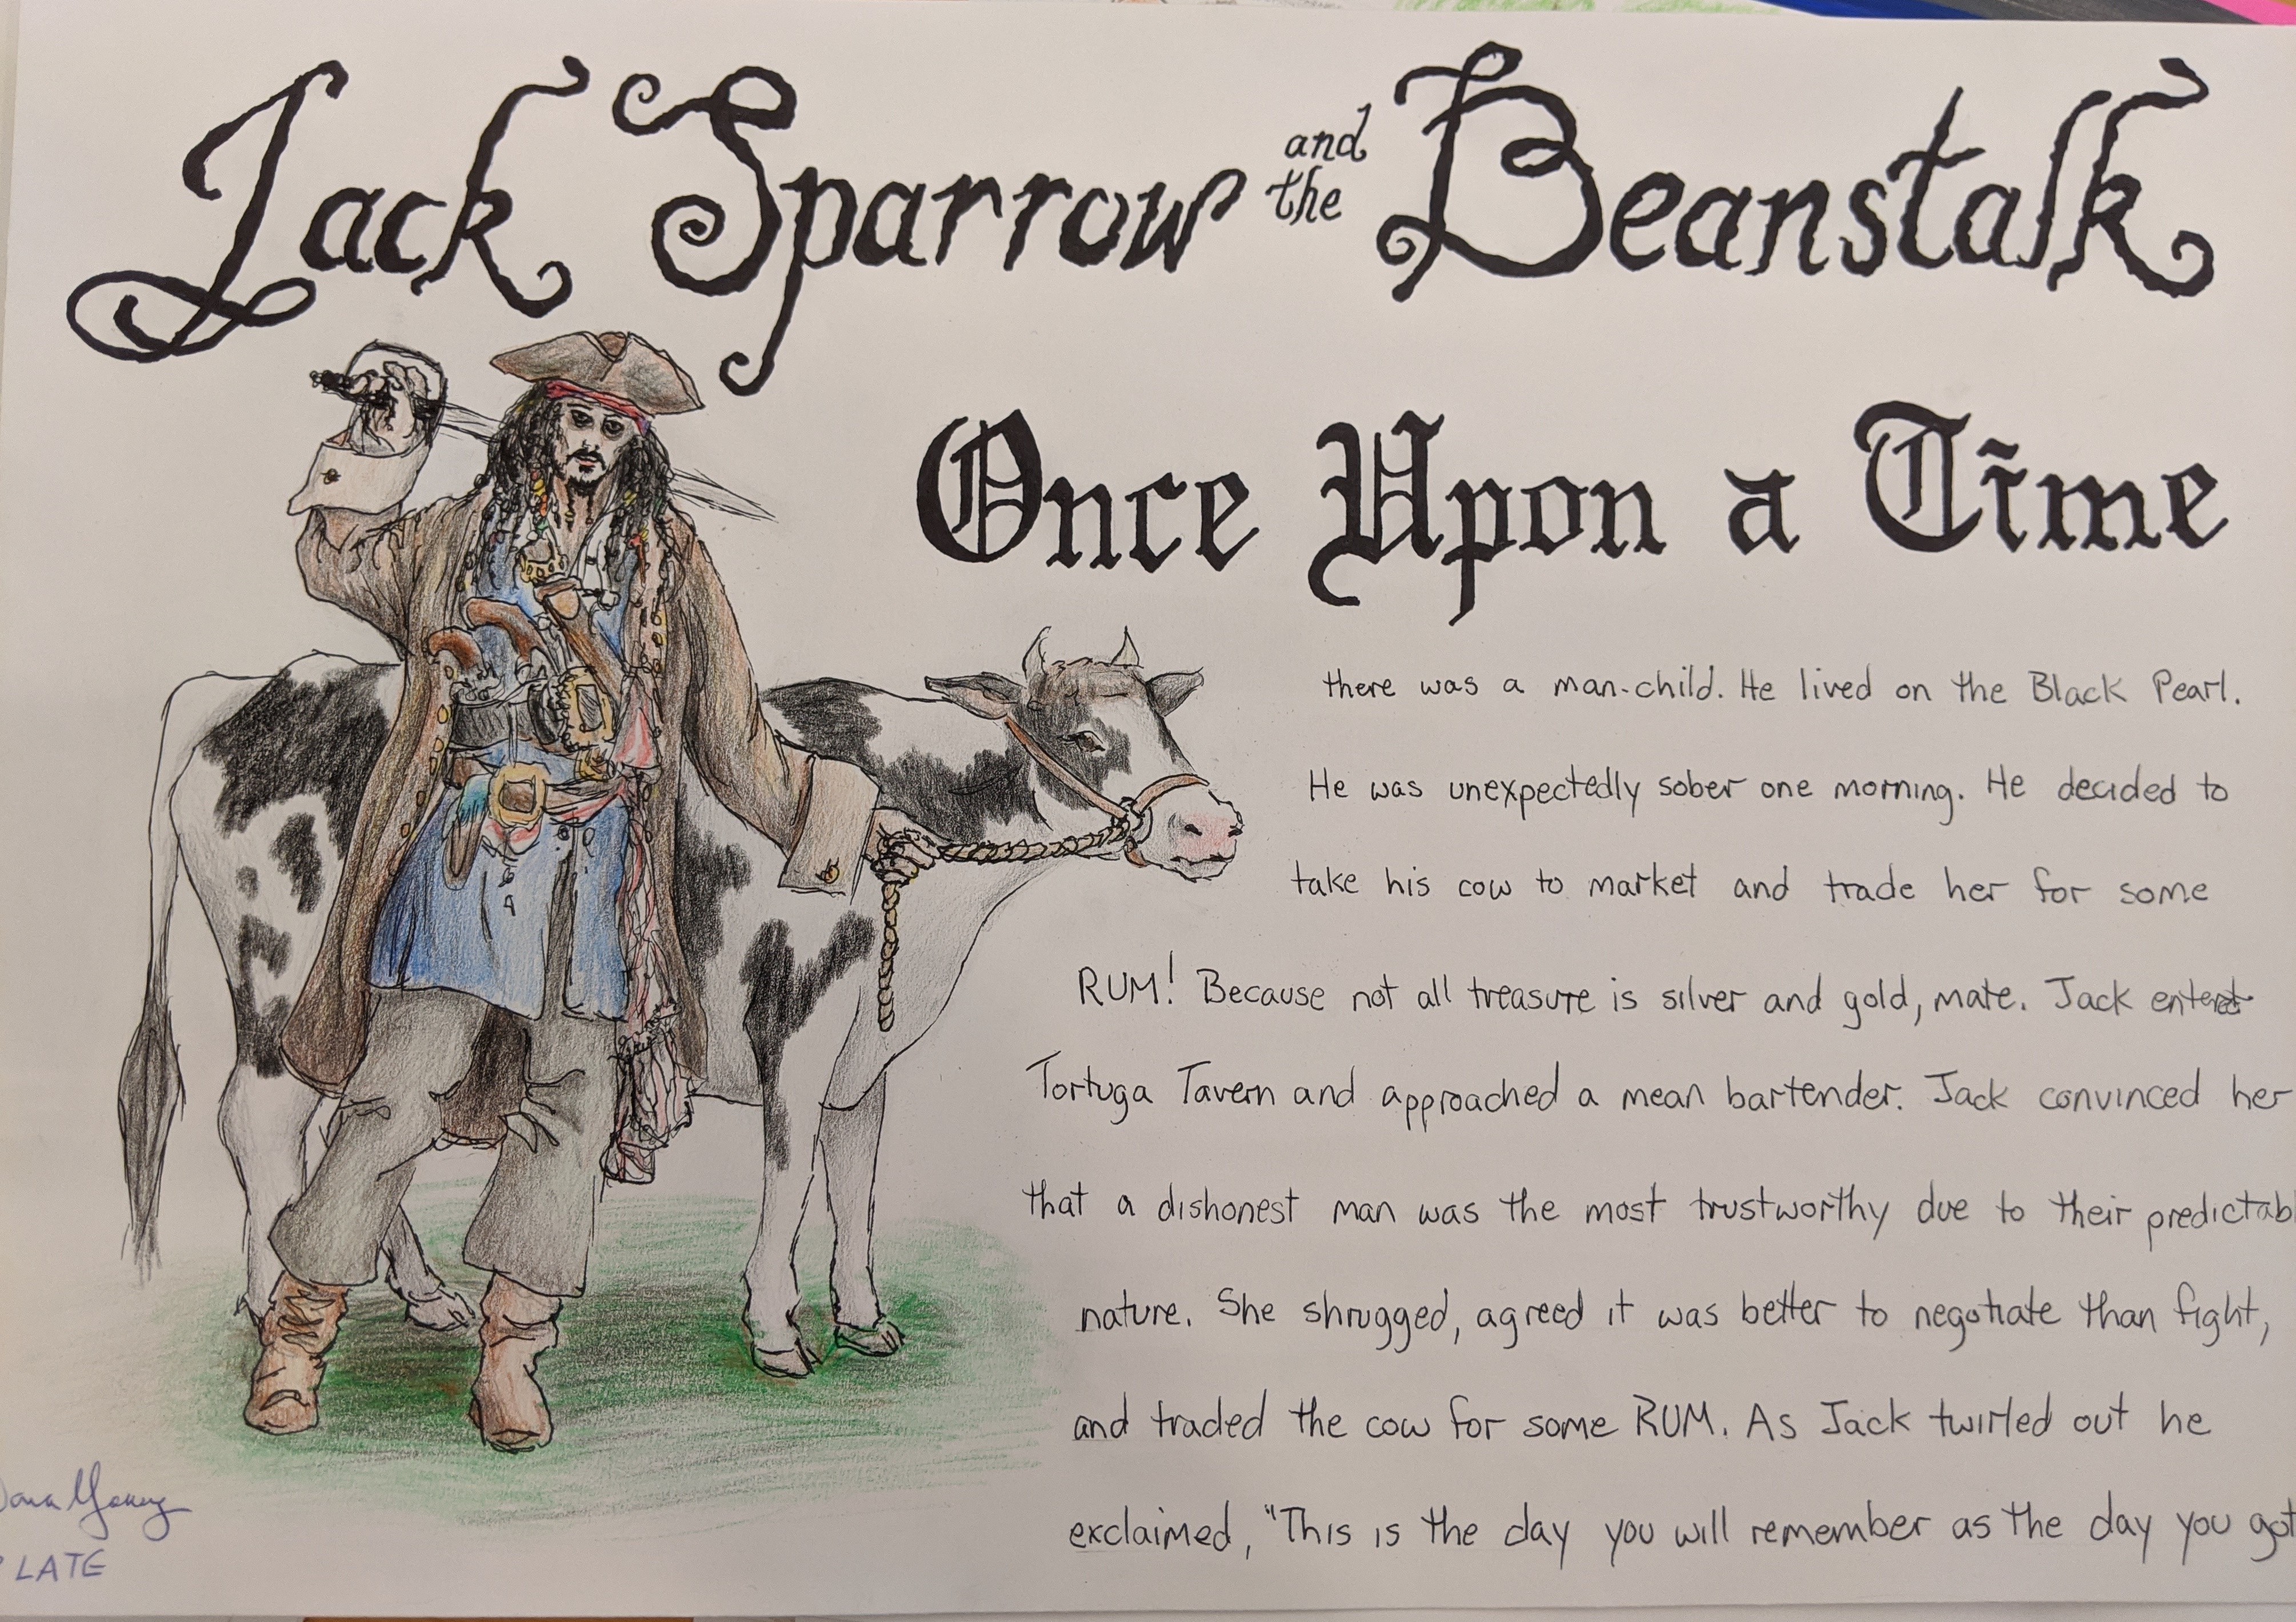 Jack Sparrow and the Beanstalk
Once Upon a Time
there was a man-child. He lived on the Black Pearl.
He was unexpectedly sober one morning. He decided to
take his cow to market and trade her for some
RUM! Because not all treasure is silver and gold, mate. Jack entered
Tortuga Tavern and approached a mean bartender. Jack convinced her
that a dishonest man was the most trustworthy due to their predictab
nature. She shrugged, agreed it was better to negotiate than fight,
and traded the cow for some RUM. As Jack twirled out he
exclaimed, "This is the day you will remember as the day you got
LATE